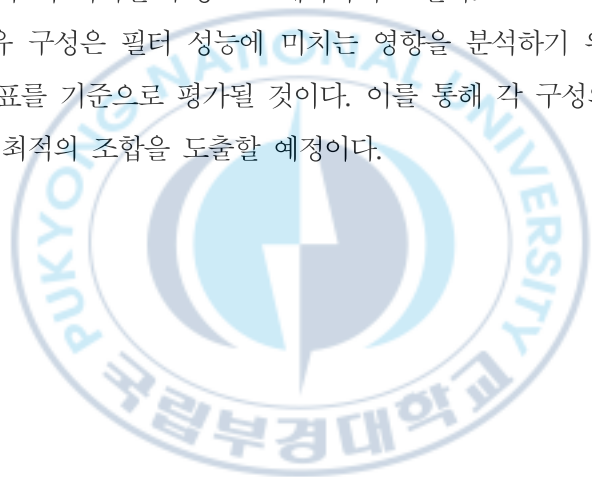 우 구성은 필터 성능에 미치는 영향을 분석하기
표를 기준으로 평가될 것이다. 이를 통해 각 구성의
최적의 조합을 도출할 예정이다.
PUKYONG NATIONAL UNIVERSITY
국립부경대학교